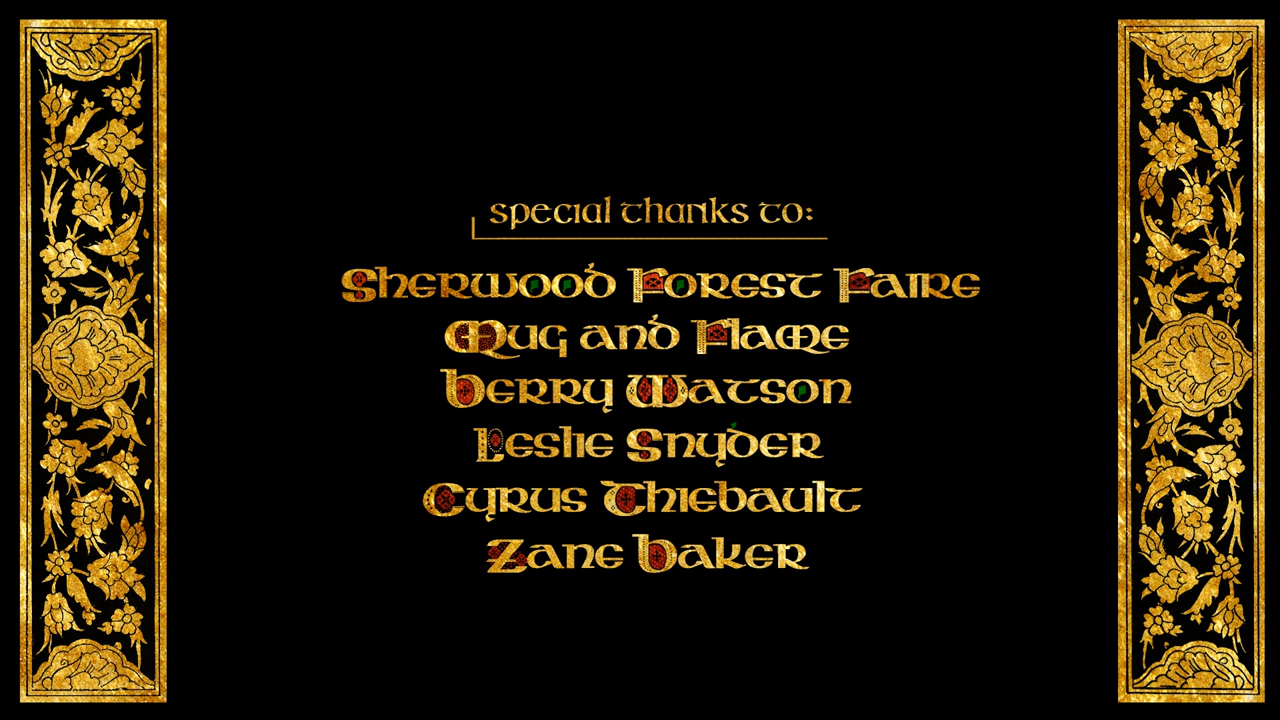 special thanks to:
Sherwood Forest Faire
Mug and Flame
Berry Watson
Leslie Snyder
Cyrus Thiebault
Zane Baker